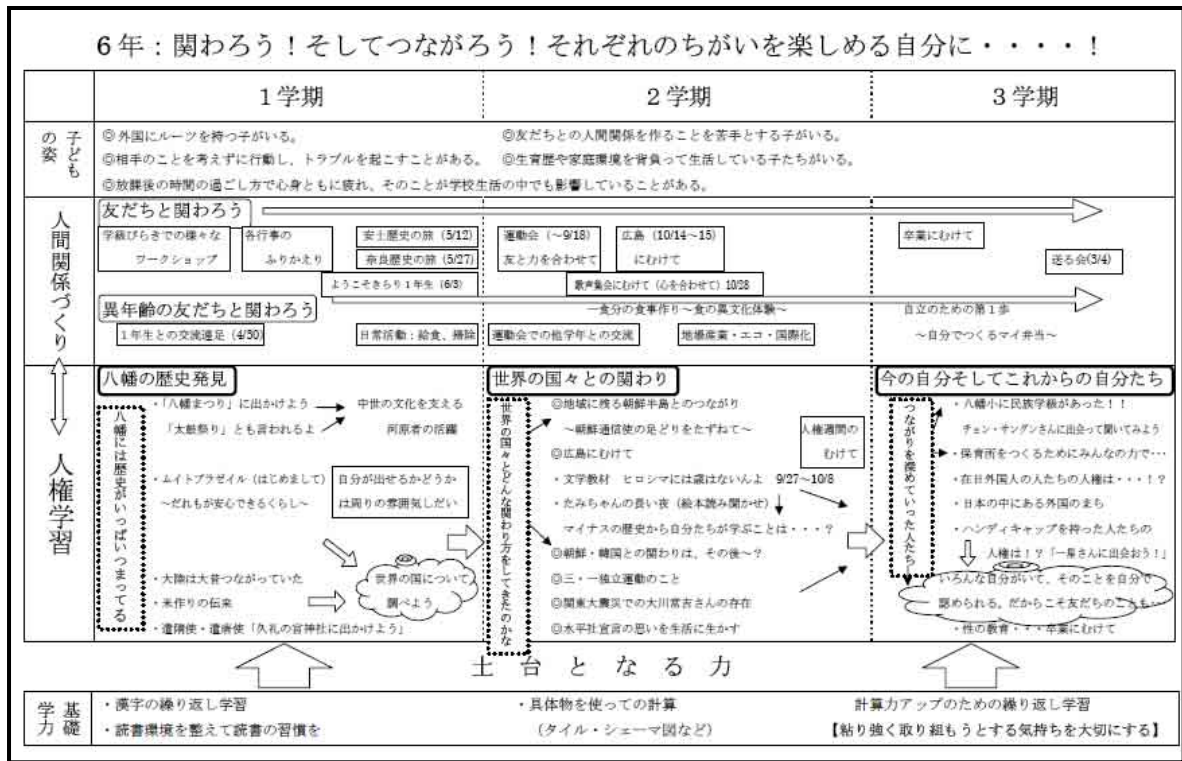 6年：関わろう！そしてつながろう！それぞれのちがいを楽しめる自分に・・・・！
1学期
2学期
3学期
子どもの姿
◎外国にルーツを持つ子がいる。
◎友だちとの人間関係を作ることを苦手とする子がいる。
◎相手のことを考えずに行動し、トラブルを起こすことがある。
◎生育歴や家庭環境を背負って生活している子たちがいる。
◎放課後の時間の過ごし方で心身ともに疲れ、そのことが学校生活の中でも影響していることがある。
人間関係づくり
友だちと関わろう
学級びらきでの様々な
ワークショップ
各行事の
ふりかえり
安土歴史の旅（5/12）
奈良歴史の旅（5/27）
ようこそきらり1年生（6/3）
運動会（～9/18）
友と力を合わせて
広島（10/14～15）
にむけて
歌声集会にむけて（心を合わせて）10/28
卒業にむけて
送る会(3/4)
異年齢の友だちと関わろう
1年生との交流遠足（4/30）
日常活動：給食、掃除
一食分の食事作り～食の異文化体験～
運動会での他学年との交流
地場産業・エコ・国際化
自立のための第1歩
～自分でつくるマイ弁当～
人権学習
八幡の歴史発見
八幡には歴史がいっぱいつまってる
・「八幡まつり」に出かけよう
「太鼓祭り」とも言われるよ
中世の文化を支える
河原者の活躍
・ムイトプラゼイル（はじめまして）
～だれもが安心できるくらし～
自分が出せるかどうか
は周りの雰囲気しだい
・大陸は大昔つながっていた
・米作りの伝来
・遣隋使・遣唐使「久礼の宮神社に出かけよう」
世界の国について
調べよう
世界の国々との関わり
世界の国々とどんな関わり方をしてきたのかな
◎地域に残る朝鮮半島とのつながり
～朝鮮通信使の足どりをたずねて～
◎広島にむけて
人権週間の
むけて
・文学教材　ヒロシマには歳はないんよ　9/27～10/8
・たみちゃんの良い夜（絵本読み聞かせ）
マイナスの歴史から自分たちが学ぶことは・・・？
◎朝鮮・韓国との関わりは、その後～？
◎三・一独立運動のこと
◎関東大震災での大川常吉さんの存在
◎水平社宣言の思いを生活に生かす
今の自分そしてこれからの自分たち
つながりを深めていった人たち
・八幡小に民族学級があった！！
チョン・サングンさんに出会って聞いてみよう
・保育所をつくるためにみんなの力で…
・在日外国人の人たちの人権は・・・！？
・日本の中にある外国のまち
・ハンディキャップを持った人たちの
人権は！？「一星さんに出会おう！」
いろんな自分がいて、そのことを自分で
認められる。だからこそ友だちのことも…
・性の教育・・・卒業にむけて
土台となる力
基礎学力
・漢字の繰り返し学習
・読書環境を整えて読書の習慣を
・具体物を使っての計算
（タイル・シェーマ図など）
計算力アップのための繰り返し学習
【粘り強く取り組もうとする気持ちを大切にする】